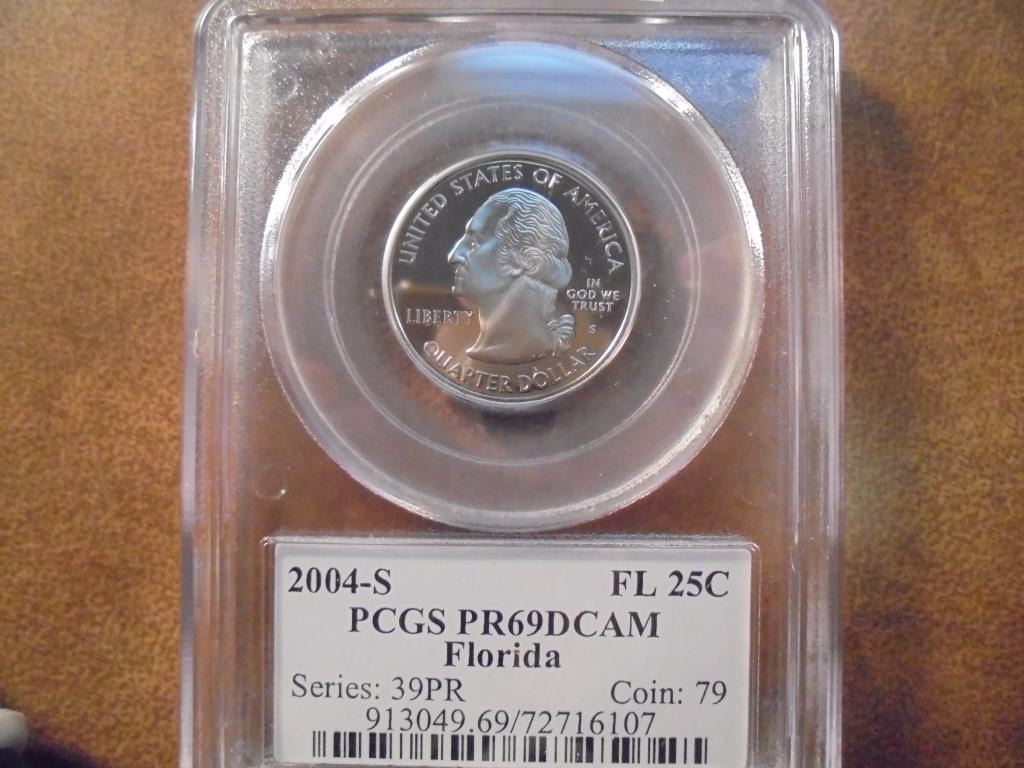 UNITED STATES OF AMERICA
IN
GOD WE
TRUST
LIBERTY
S
QUARTER DOLLAR
2004-S FL 25C
PCGS PR69DCAM
Florida
Series: 39PR Coin: 79
913049.69/72716107